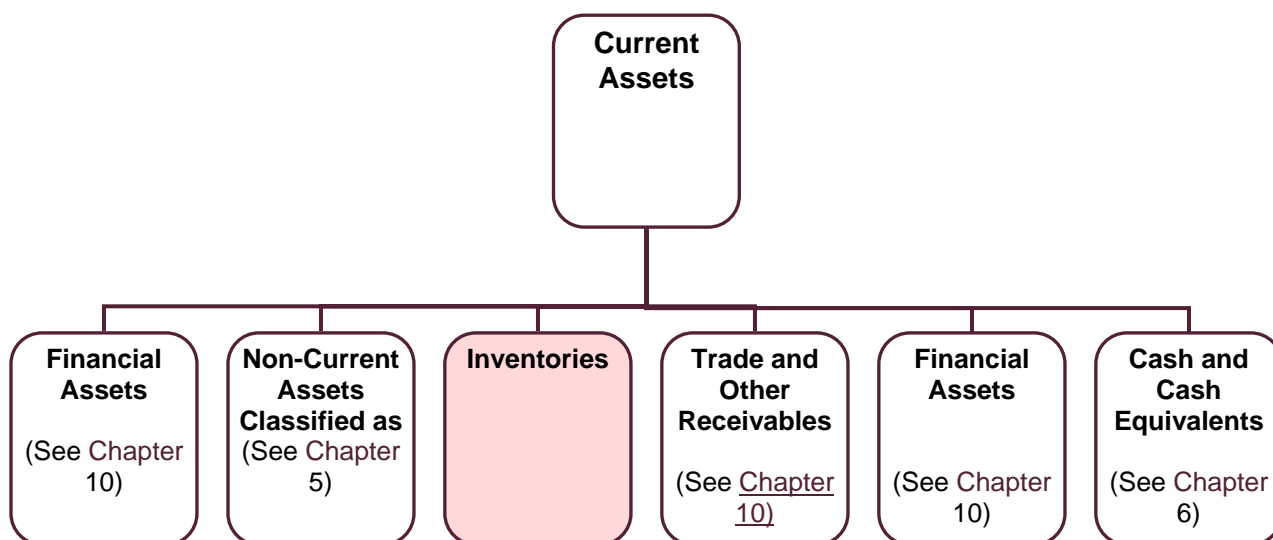 Current
Assets
Financial
Assets
(See Chapter
10)
Non-Current
Assets
Classified as
(See Chapter
5)
Inventories
Trade and
Other
Receivables
(See Chapter
10)
Financial
Assets
(See Chapter
10)
Cash and
Cash
Equivalents
(See Chapter
6)